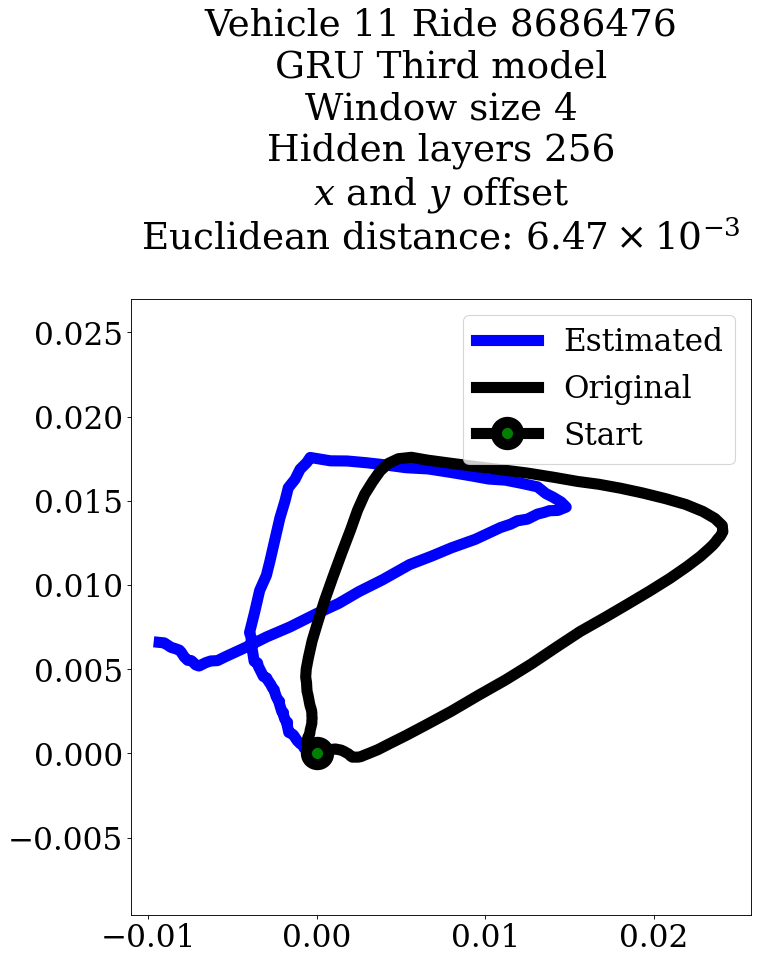 Vehicle 11 Ride 8686476
GRU Third model
Window size 4
Hidden layers 256
x and y offset
Euclidean distance: 6.47 × 10⁻³
Estimated
Original
Start
0.025
0.020
0.015
0.010
0.005
0.000
−0.005
−0.01 0.00 0.01 0.02